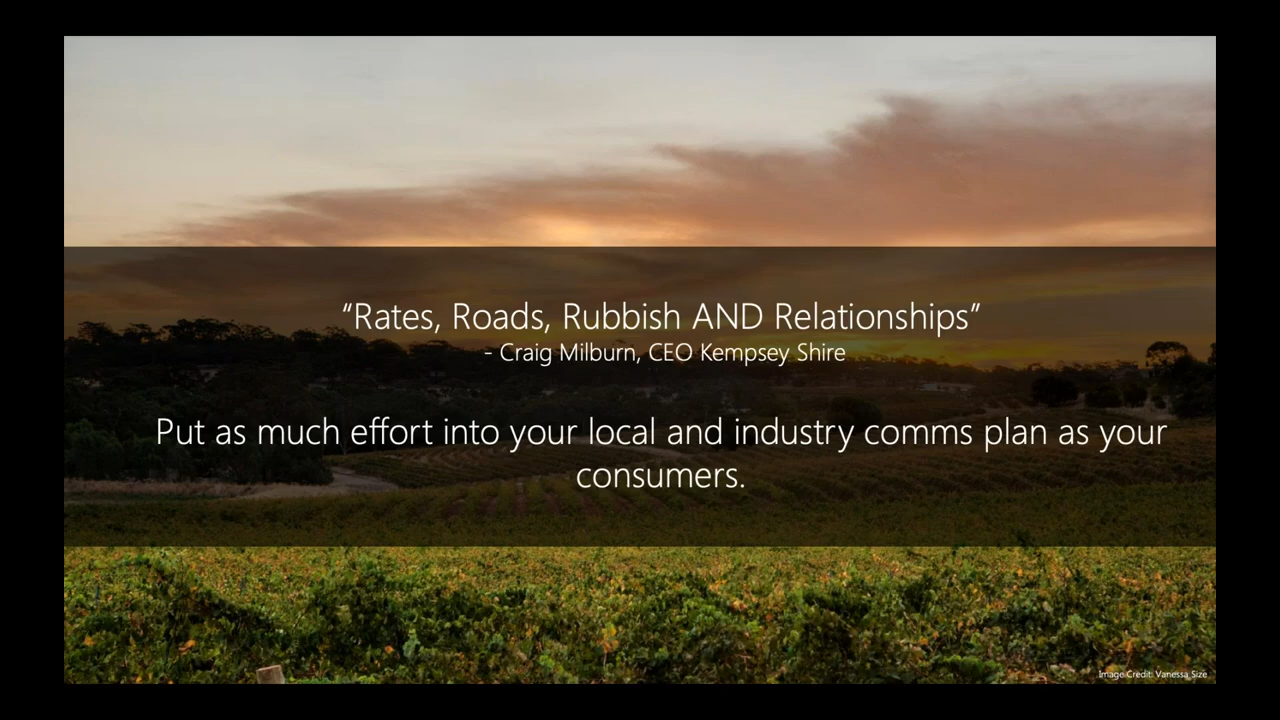 “Rates, Roads, Rubbish AND Relationships”
- Craig Milburn, CEO Kempsey Shire
Put as much effort into your local and industry comms plan as your
consumers.
Image Credit: Vanessa Size